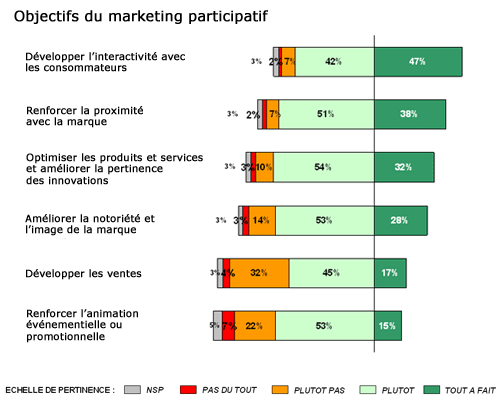 Objectifs du marketing participatif
Développer l'interactivité avec
les consommateurs
3% 2% 7% 42% 47%
Renforcer la proximité
avec la marque
3% 2% 7% 51% 38%
Optimiser les produits et services
et améliorer la pertinence
des innovations
3% 3% 10% 54% 32%
Améliorer la notoriété et
l'image de la marque
3% 3% 14% 53% 28%
Développer les ventes
3% 4% 32% 45% 17%
Renforcer l'animation
événementielle ou
promotionnelle
5% 7% 22% 53% 15%
ECHELLE DE PERTINENCE : NSP PAS DU TOUT PLUTOT PAS PLUTOT TOUT A FAIT